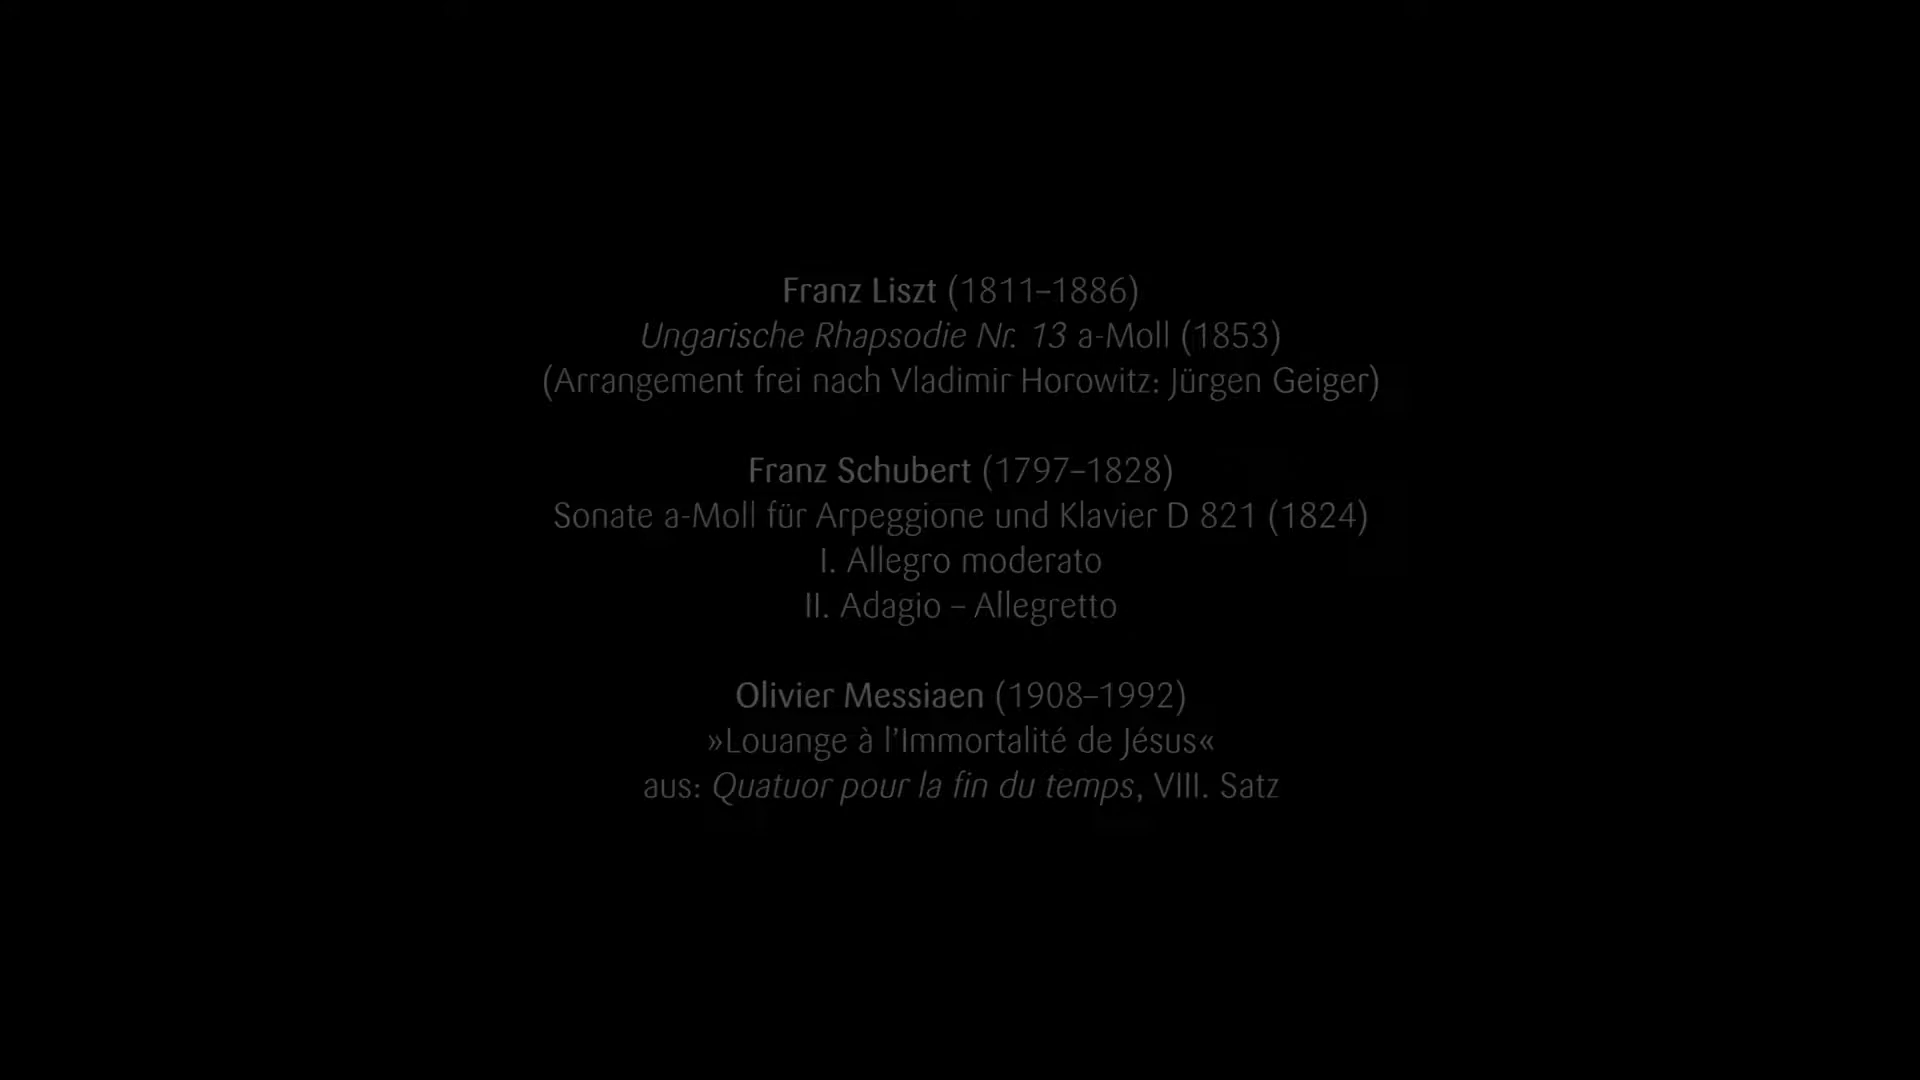 Franz Liszt (1811–1886)
Ungarische Rhapsodie Nr. 13 a-Moll (1853)
(Arrangement frei nach Vladimir Horowitz: Jürgen Geiger)
Franz Schubert (1797–1828)
Sonate a-Moll für Arpeggione und Klavier D 821 (1824)
I. Allegro moderato
II. Adagio – Allegretto
Olivier Messiaen (1908–1992)
»Louange à l’Immortalité de Jésus«
aus: Quatuor pour la fin du temps, VIII. Satz